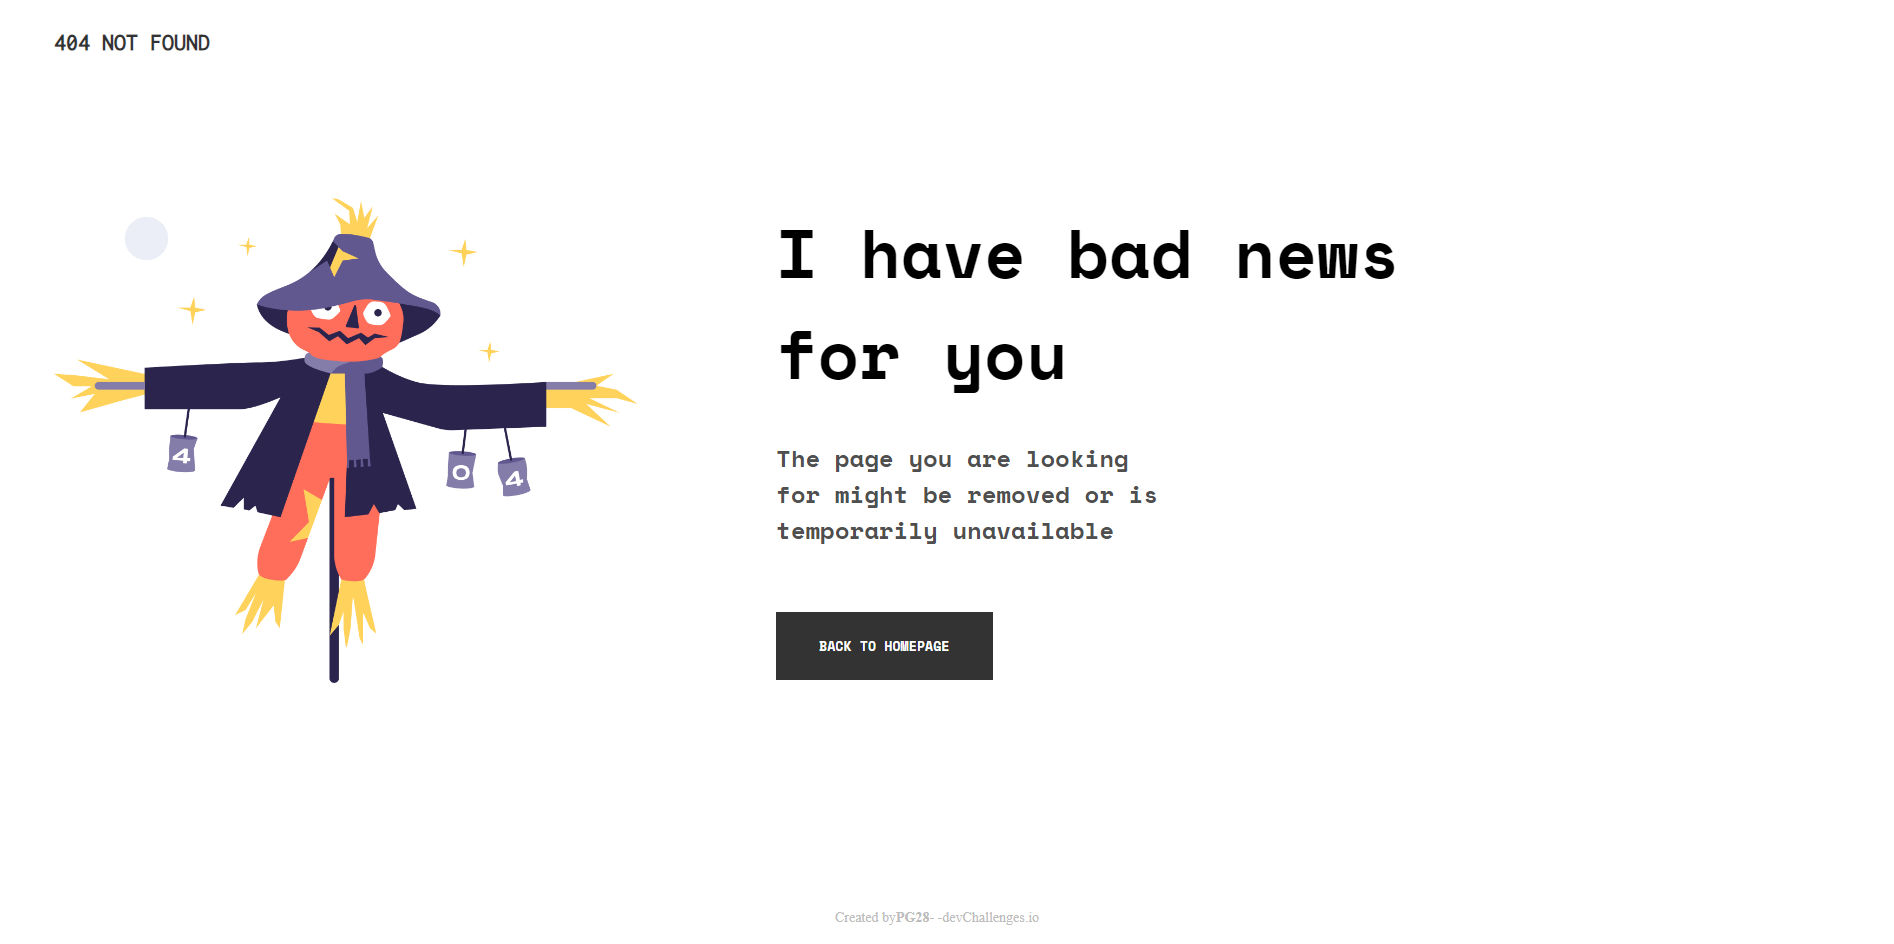 404 NOT FOUND
I have bad news
for you
4
0
4
The page you are looking
for might be removed or is
temporarily unavailable
BACK TO HOMEPAGE
Created byPG28- -devChallenges.io